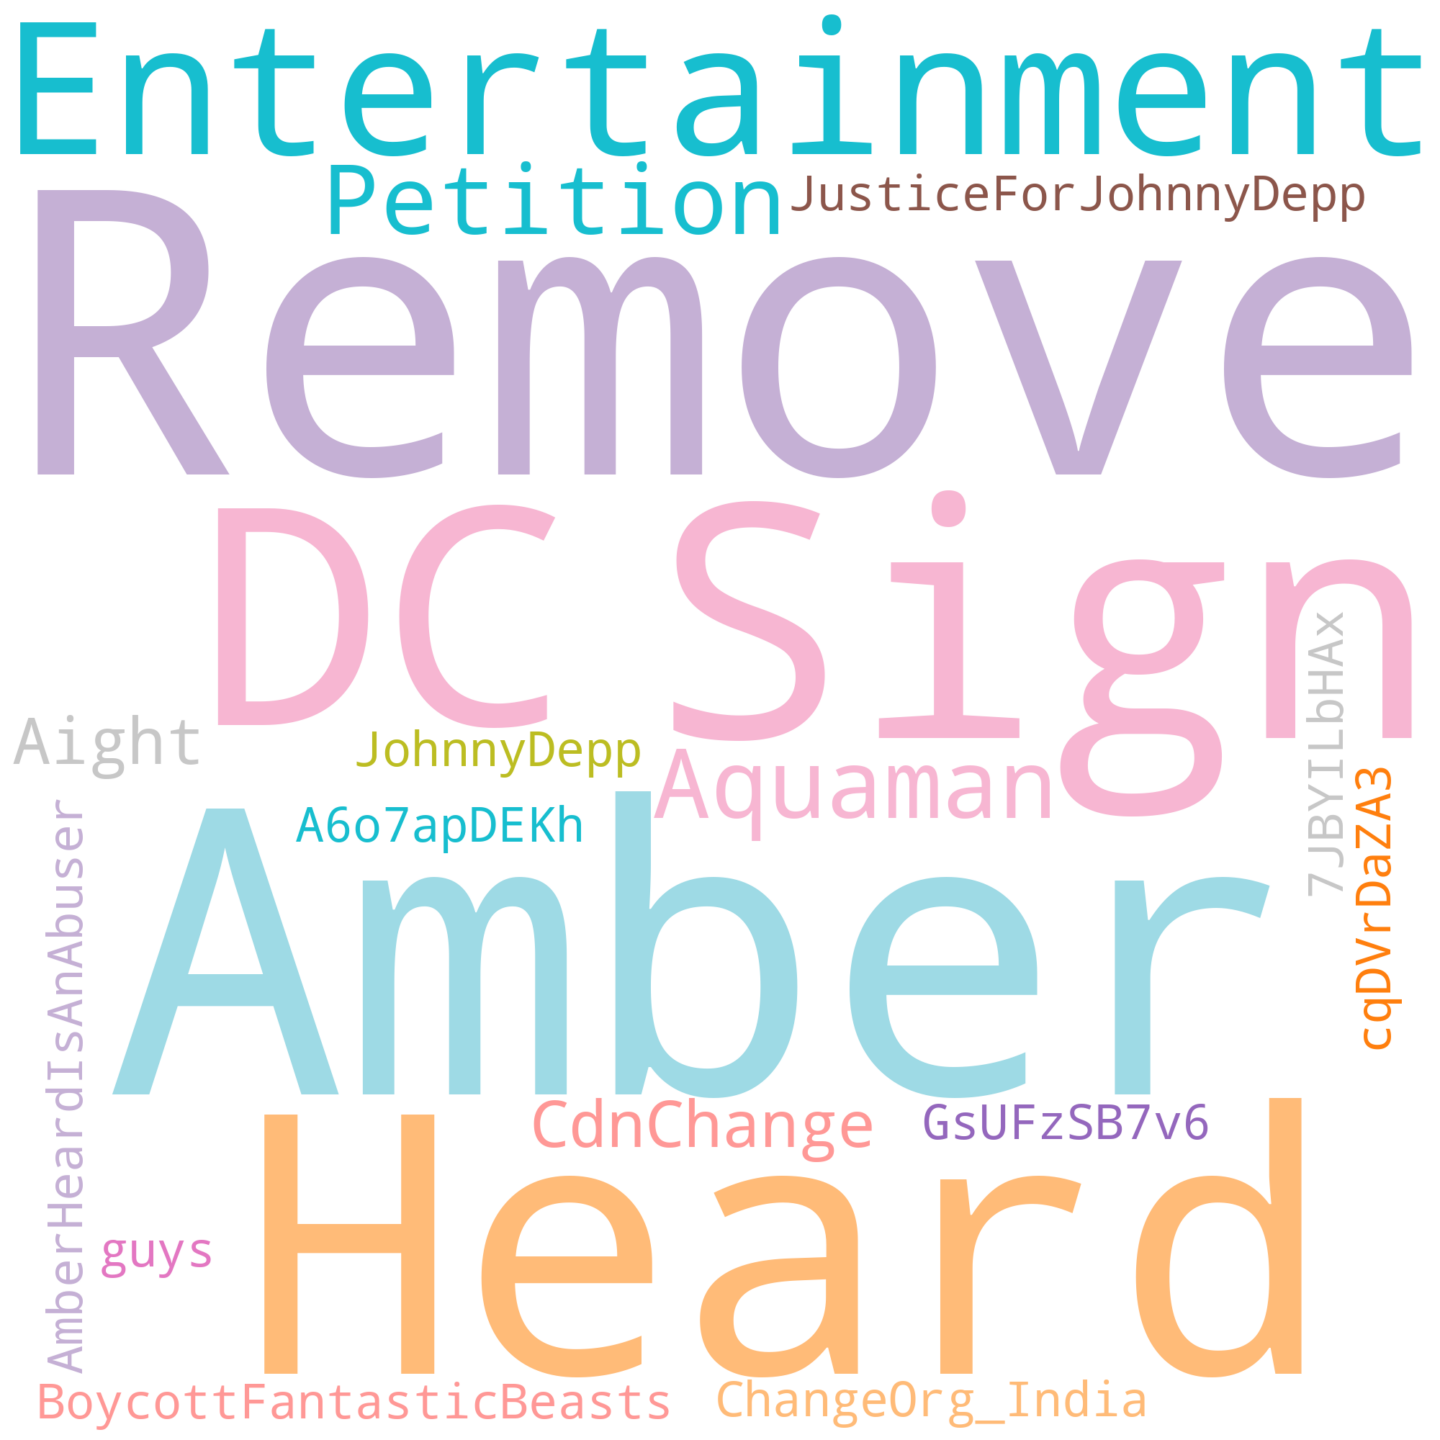 Entertainment
Petition JusticeForJohnnyDepp
Remove
DC Sign
7JBYILbHAx
Aight JohnnyDepp Aquaman
cqDVrDaZA3
A6o7apDEKh
AmberHeardIsAnAbuser
Amber
CdnChange GsUFzSB7v6
Heard
guys
BoycottFantasticBeasts ChangeOrg_India